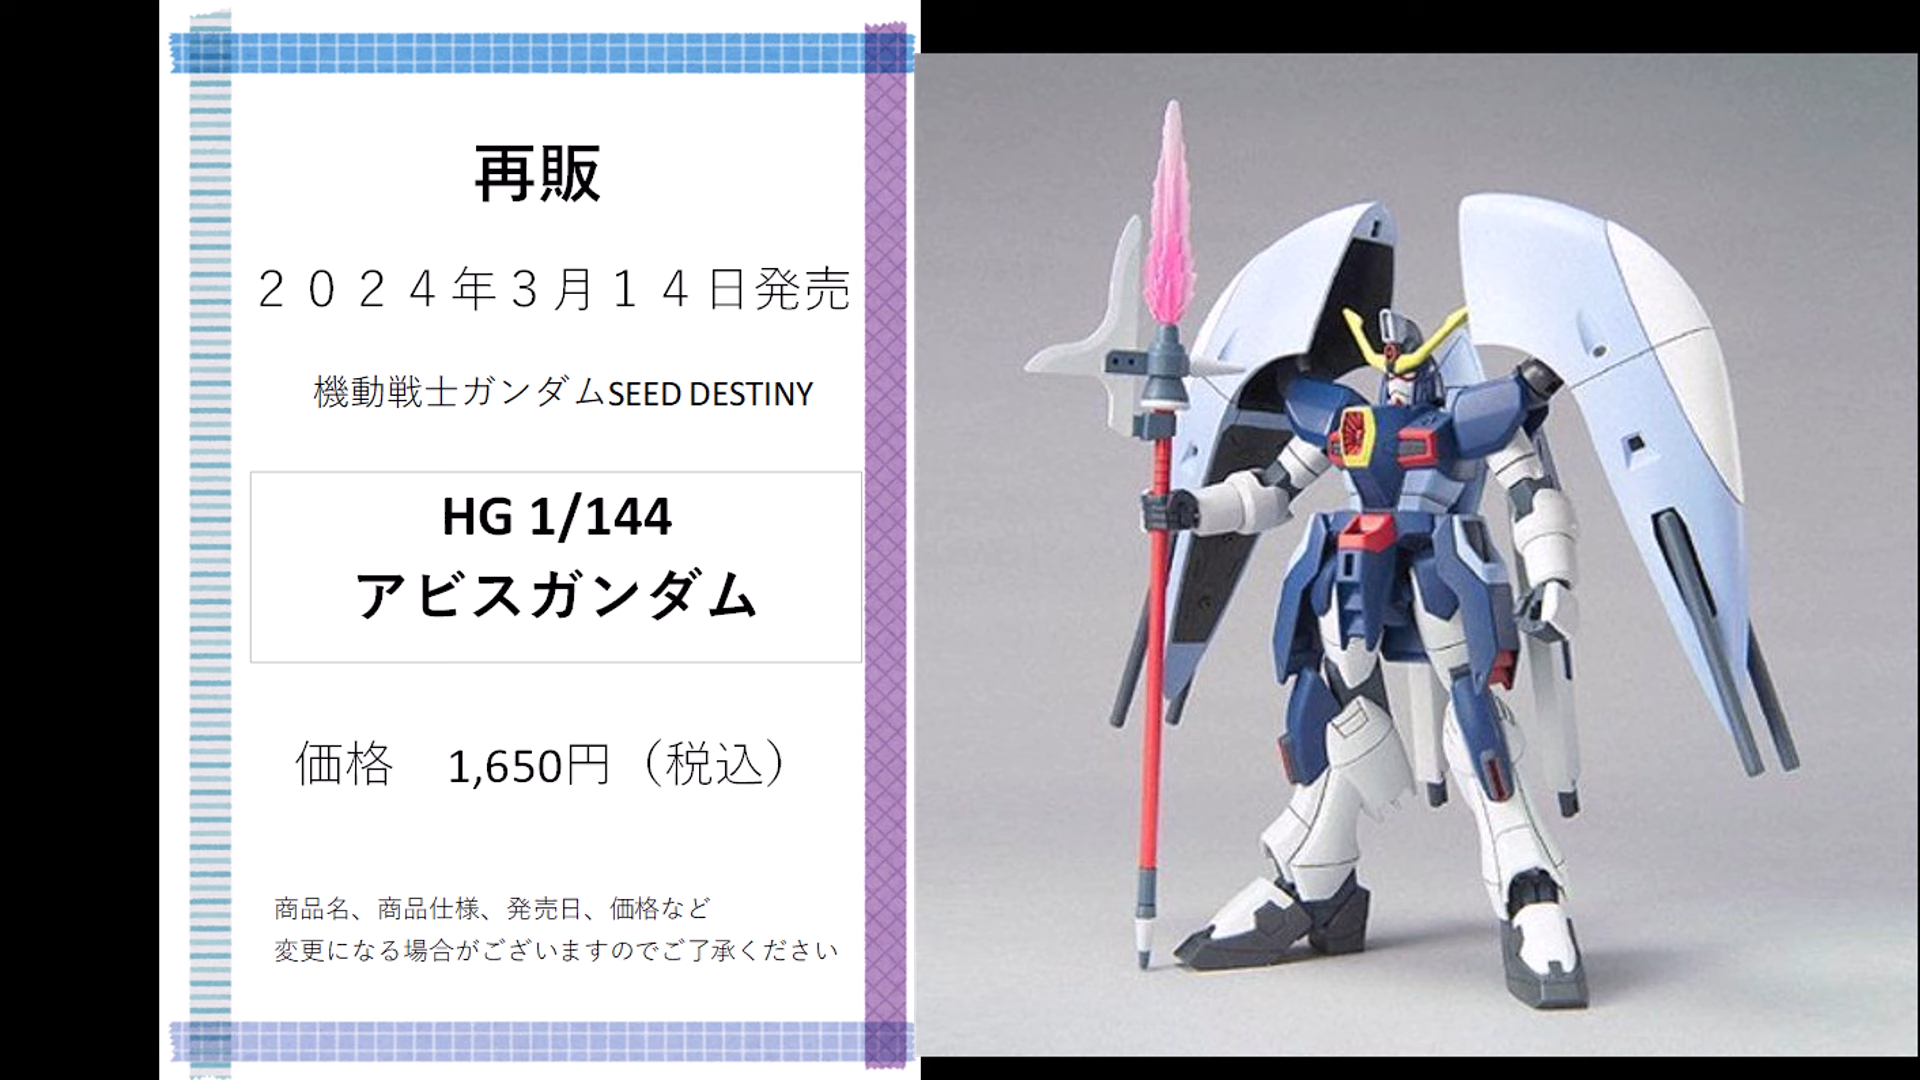 再販
２０２４年３月１４日発売
機動戦士ガンダムSEED DESTINY
HG 1/144
アビスガンダム
価格　1,650円（税込）
商品名、商品仕様、発売日、価格など
変更になる場合がございますのでご了承ください